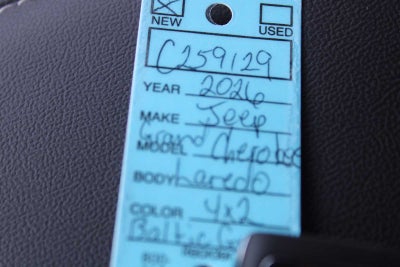 NEW USED
C259129
YEAR 2026
MAKE Jeep
Grand Cherokee
MODEL
BODY Laredo
COLOR 4x2
Baltic